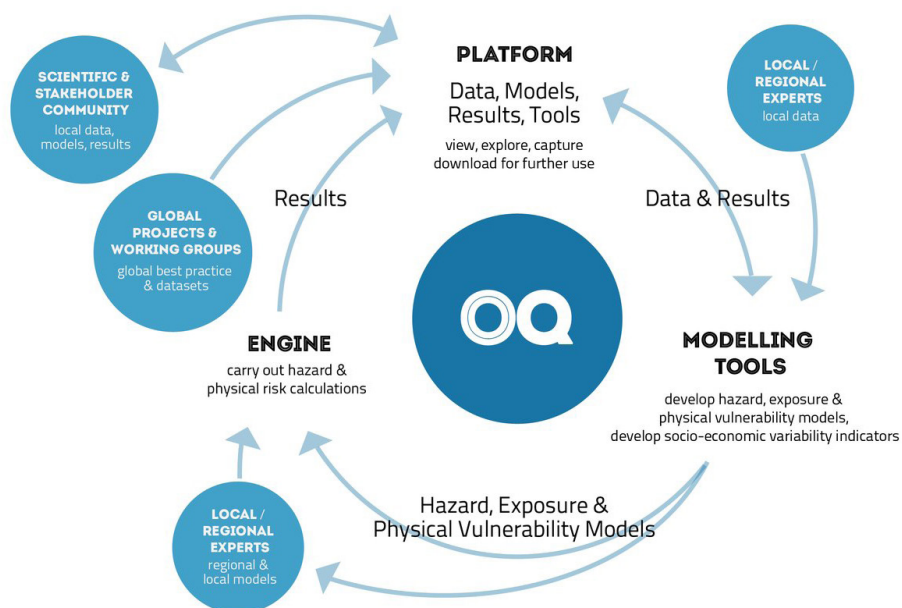 PLATFORM
Data, Models,
Results, Tools
view, explore, capture
download for further use
SCIENTIFIC &
STAKEHOLDER
COMMUNITY
local data,
models, results
LOCAL /
REGIONAL
EXPERTS
local data
GLOBAL
PROJECTS &
WORKING GROUPS
global best practice
& datasets
Results
Data & Results
OQ
ENGINE
carry out hazard &
physical risk calculations
MODELLING
TOOLS
develop hazard, exposure &
physical vulnerability models,
develop socio-economic variability indicators
Hazard, Exposure &
Physical Vulnerability Models
LOCAL /
REGIONAL
EXPERTS
regional &
local models